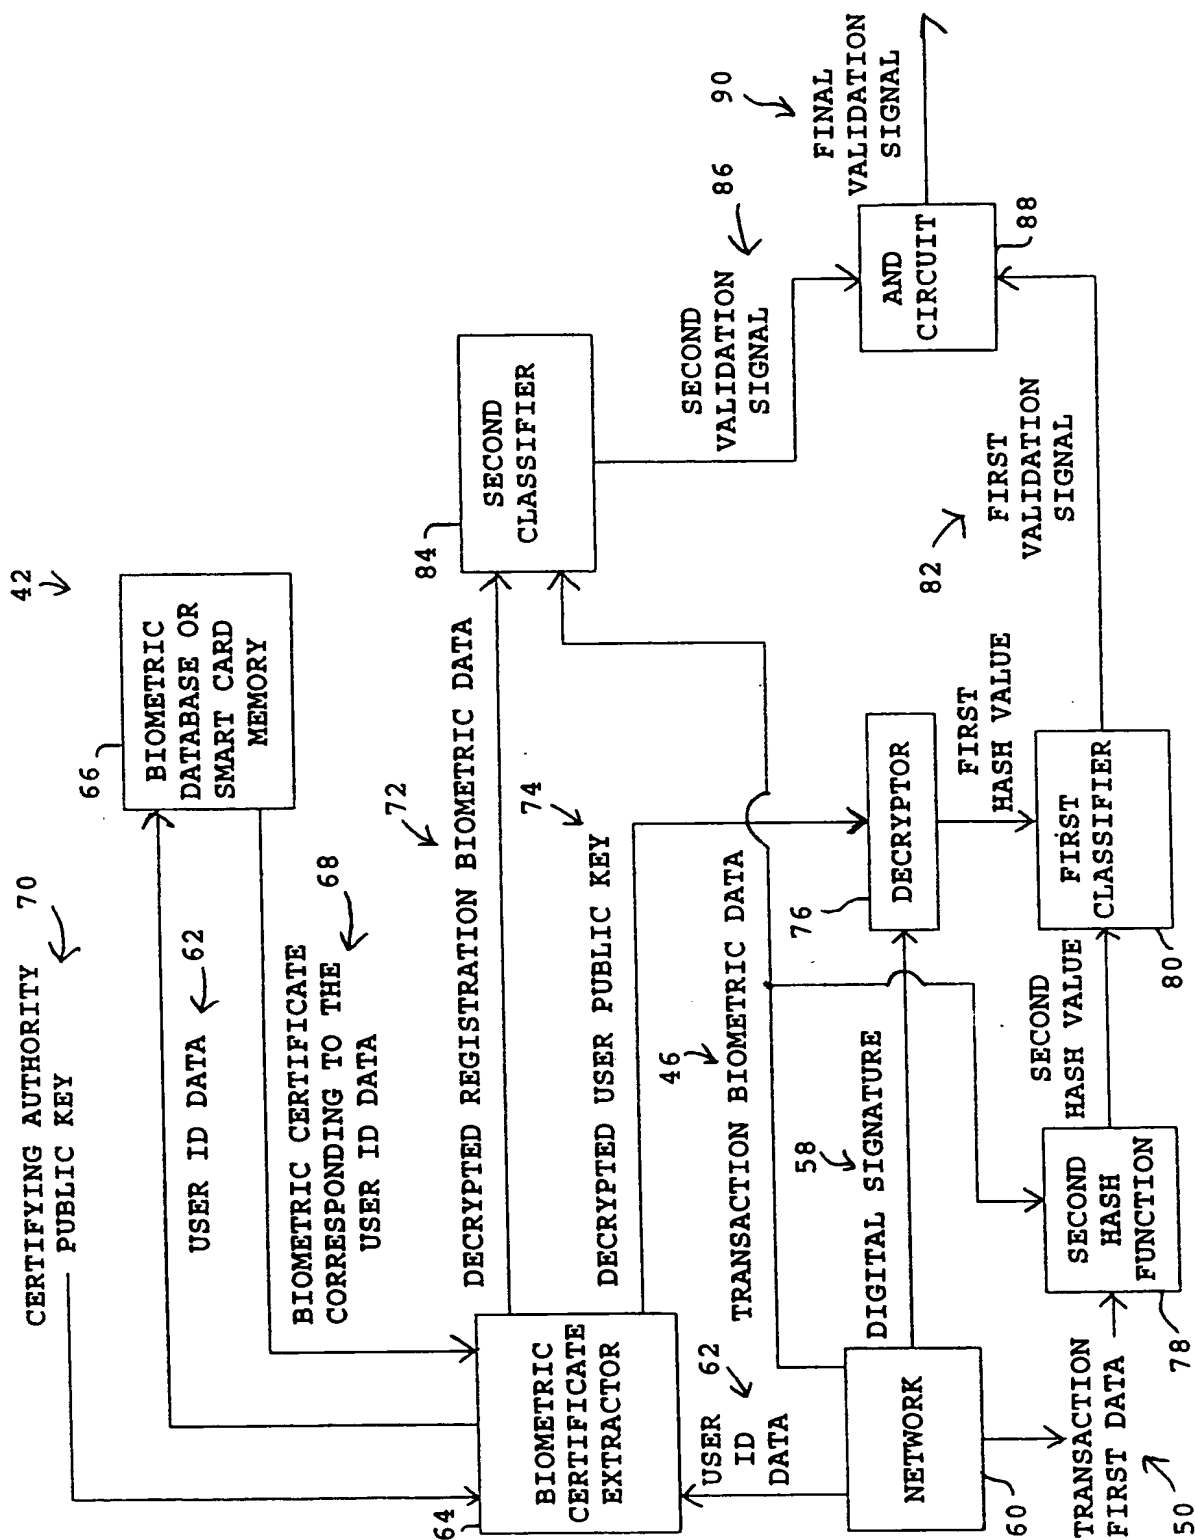 42
CERTIFYING AUTHORITY
PUBLIC KEY
70
USER ID DATA
62
66
BIOMETRIC
DATABASE OR
SMART CARD
MEMORY
BIOMETRIC CERTIFICATE
CORRESPONDING TO THE
USER ID DATA
68
64
BIOMETRIC
CERTIFICATE
EXTRACTOR
DECRYPTED REGISTRATION BIOMETRIC DATA
72
DECRYPTED USER PUBLIC KEY
74
84
SECOND
CLASSIFIER
USER
ID
DATA
62
TRANSACTION BIOMETRIC DATA
46
SECOND
VALIDATION
SIGNAL
86
FINAL
VALIDATION
SIGNAL
90
DIGITAL SIGNATURE
58
76
DECRYPTOR
AND
CIRCUIT
88
NETWORK
60
FIRST
HASH VALUE
82
FIRST
VALIDATION
SIGNAL
TRANSACTION
FIRST DATA
50
SECOND
HASH
FUNCTION
78
SECOND
HASH VALUE
FIRST
CLASSIFIER
80